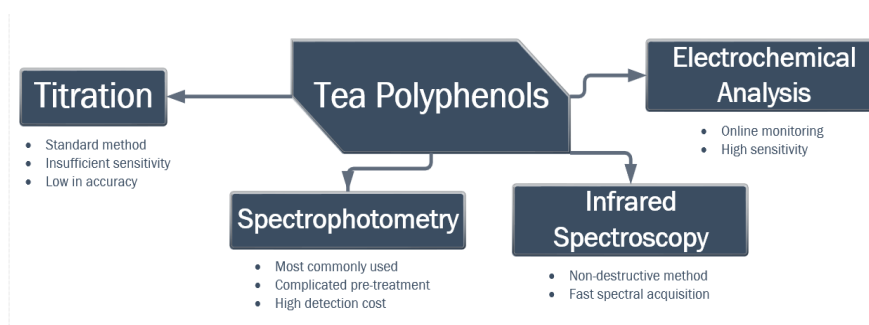 Tea Polyphenols
Titration
• Standard method
• Insufficient sensitivity
• Low in accuracy
Spectrophotometry
• Most commonly used
• Complicated pre-treatment
• High detection cost
Infrared
Spectroscopy
• Non-destructive method
• Fast spectral acquisition
Electrochemical
Analysis
• Online monitoring
• High sensitivity